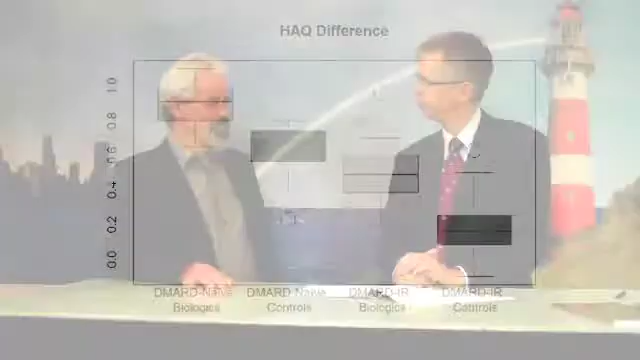 HAQ Difference
1.0
0.8
0.6
0.4
0.2
0.0
DMARD-Naive
Biologics
DMARD-Naive
Controls
DMARD-IR
Biologics
DMARD-IR
Controls